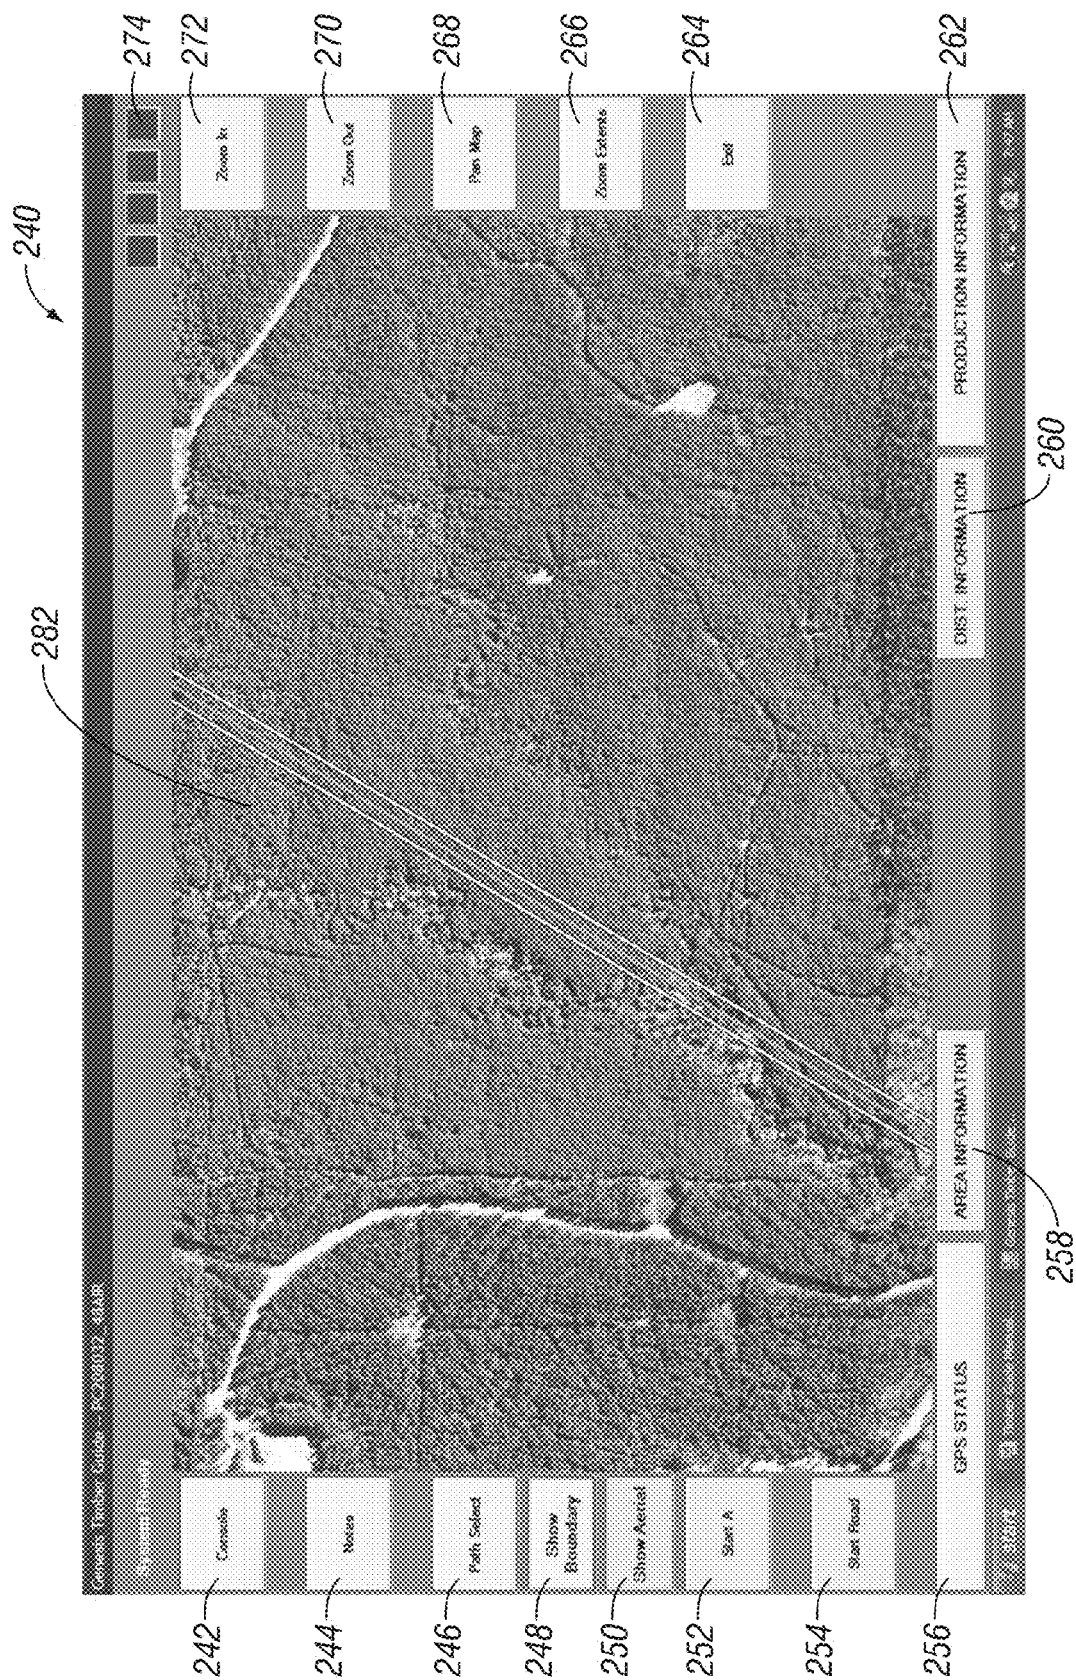 240
282
274
272
270
268
266
264
262
Zoom In
Zoom Out
Pan Map
Zoom Extents
Exit
242
244
246
248
250
252
254
256
Console
Notes
Path Select
Show
Boundary
Show Aerial
Start A
Start Road
GPS STATUS
AREA INFORMATION
DIST. INFORMATION
PRODUCTION INFORMATION
258
260